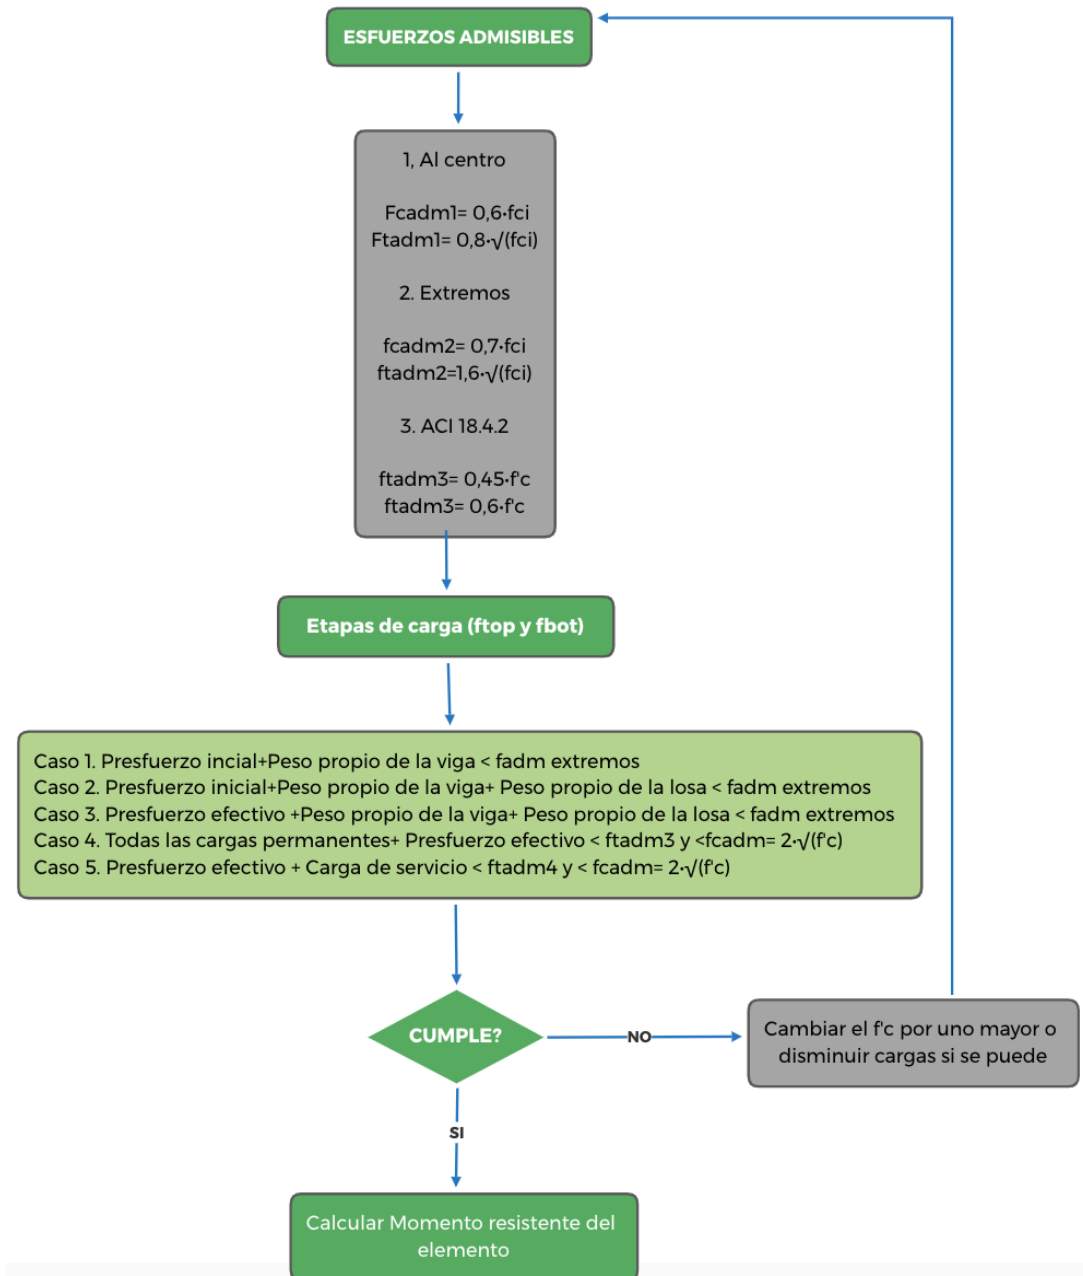 ESFUERZOS ADMISIBLES
1, Al centro
Fcadm1= 0,6·fci
Ftadm1= 0,8·√(fci)
2. Extremos
fcadm2= 0,7·fci
ftadm2=1,6·√(fci)
3. ACI 18.4.2
ftadm3= 0,45·f'c
ftadm3= 0,6·f'c
Etapas de carga (ftop y fbot)
Caso 1. Presfuerzo incial+Peso propio de la viga < fadm extremos
Caso 2. Presfuerzo inicial+Peso propio de la viga+ Peso propio de la losa < fadm extremos
Caso 3. Presfuerzo efectivo +Peso propio de la viga+ Peso propio de la losa < fadm extremos
Caso 4. Todas las cargas permanentes+ Presfuerzo efectivo < ftadm3 y <fcadm= 2·√(f'c)
Caso 5. Presfuerzo efectivo + Carga de servicio < ftadm4 y < fcadm= 2·√(f'c)
CUMPLE?
NO
Cambiar el f'c por uno mayor o
disminuir cargas si se puede
SI
Calcular Momento resistente del
elemento